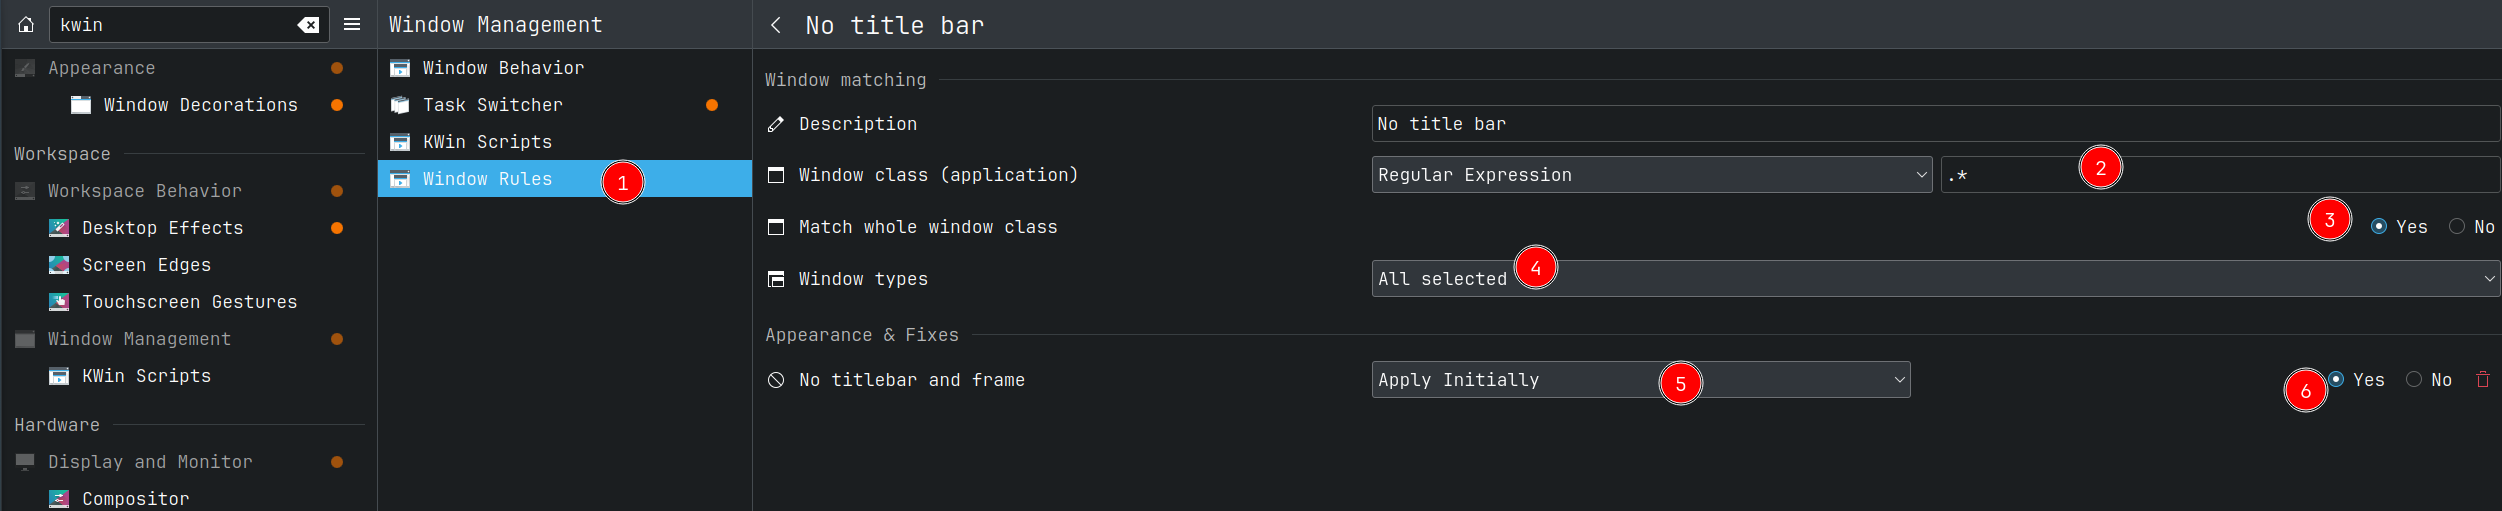 kwin
Appearance
Window Decorations
Workspace
Workspace Behavior
Desktop Effects
Screen Edges
Touchscreen Gestures
Window Management
KWin Scripts
Hardware
Display and Monitor
Compositor
Window Management
Window Behavior
Task Switcher
KWin Scripts
Window Rules 1
No title bar
Window matching
Description No title bar
Window class (application) Regular Expression .* 2
Match whole window class 3 Yes No
Window types All selected 4
Appearance & Fixes
No titlebar and frame Apply Initially 5 6 Yes No